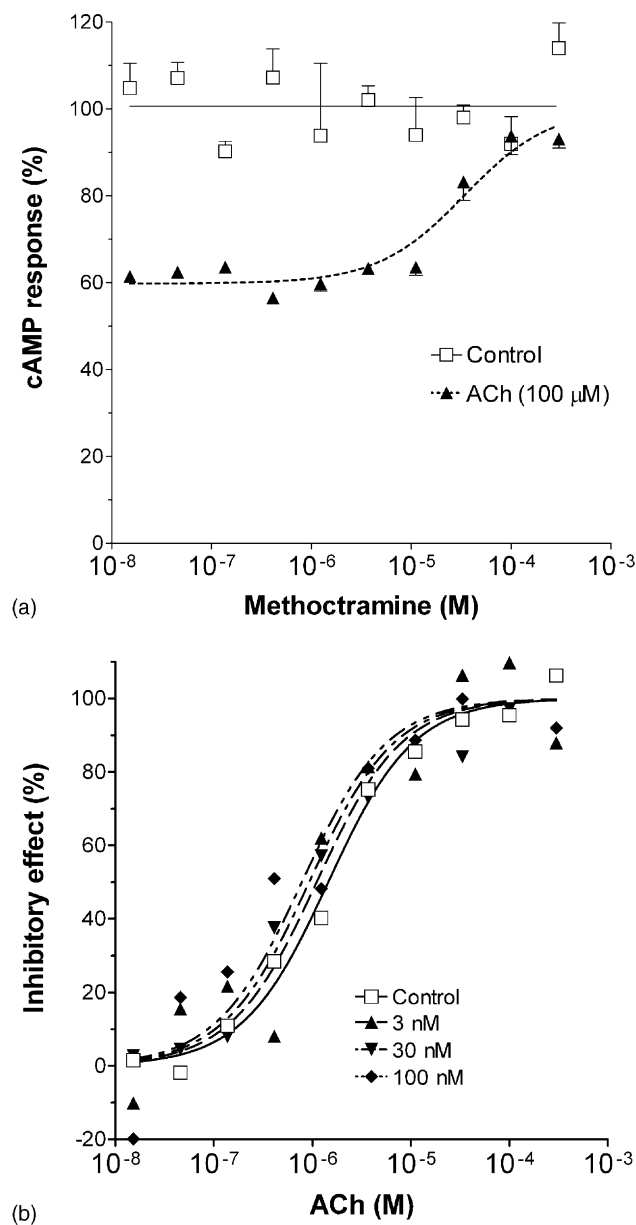 120
100
80
60
40
20
0
cAMP response (%)
Control
ACh (100 μM)
10⁻⁸ 10⁻⁷ 10⁻⁶ 10⁻⁵ 10⁻⁴ 10⁻³
Methoctramine (M)
(a)
100
80
60
40
20
0
-20
Inhibitory effect (%)
Control
3 nM
30 nM
100 nM
10⁻⁸ 10⁻⁷ 10⁻⁶ 10⁻⁵ 10⁻⁴ 10⁻³
ACh (M)
(b)